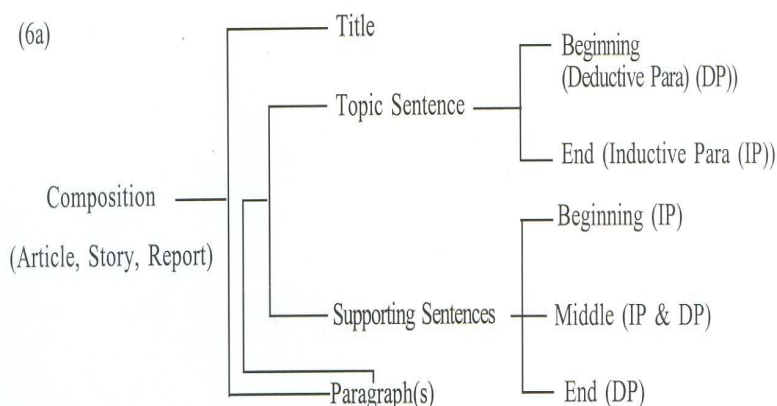 (6a)
Title
Beginning
(Deductive Para) (DP))
Topic Sentence
End (Inductive Para (IP))
Composition
(Article, Story, Report)
Beginning (IP)
Supporting Sentences
Middle (IP & DP)
Paragraph(s)
End (DP)